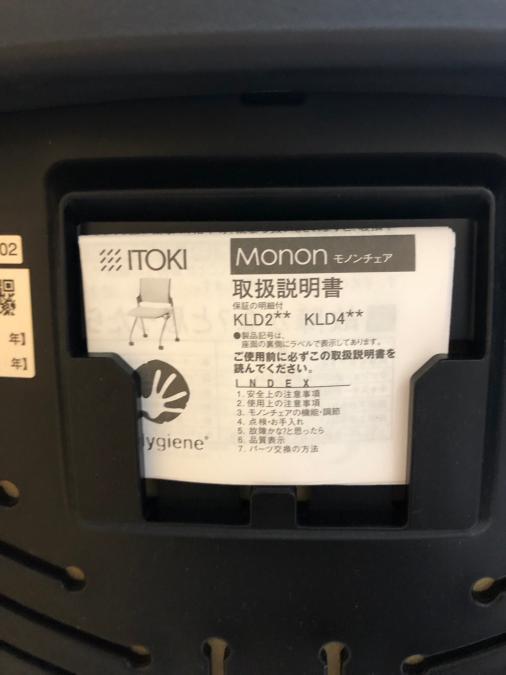 02
年】
年】
ITOKI
Monon モノンチェア
取扱説明書
保証の明細付
KLD2** KLD4**
●製品記号は、
座面の裏側にラベルで表示してあります。
ご使用前に必ずこの取扱説明書を
読んでください。
INDEX
1. 安全上の注意事項
2. 使用上の注意事項
3. モノンチェアの機能・調節
4. 点検・お手入れ
5. 故障かな?と思ったら
6. 品質表示
7. パーツ交換の方法
ygiene®